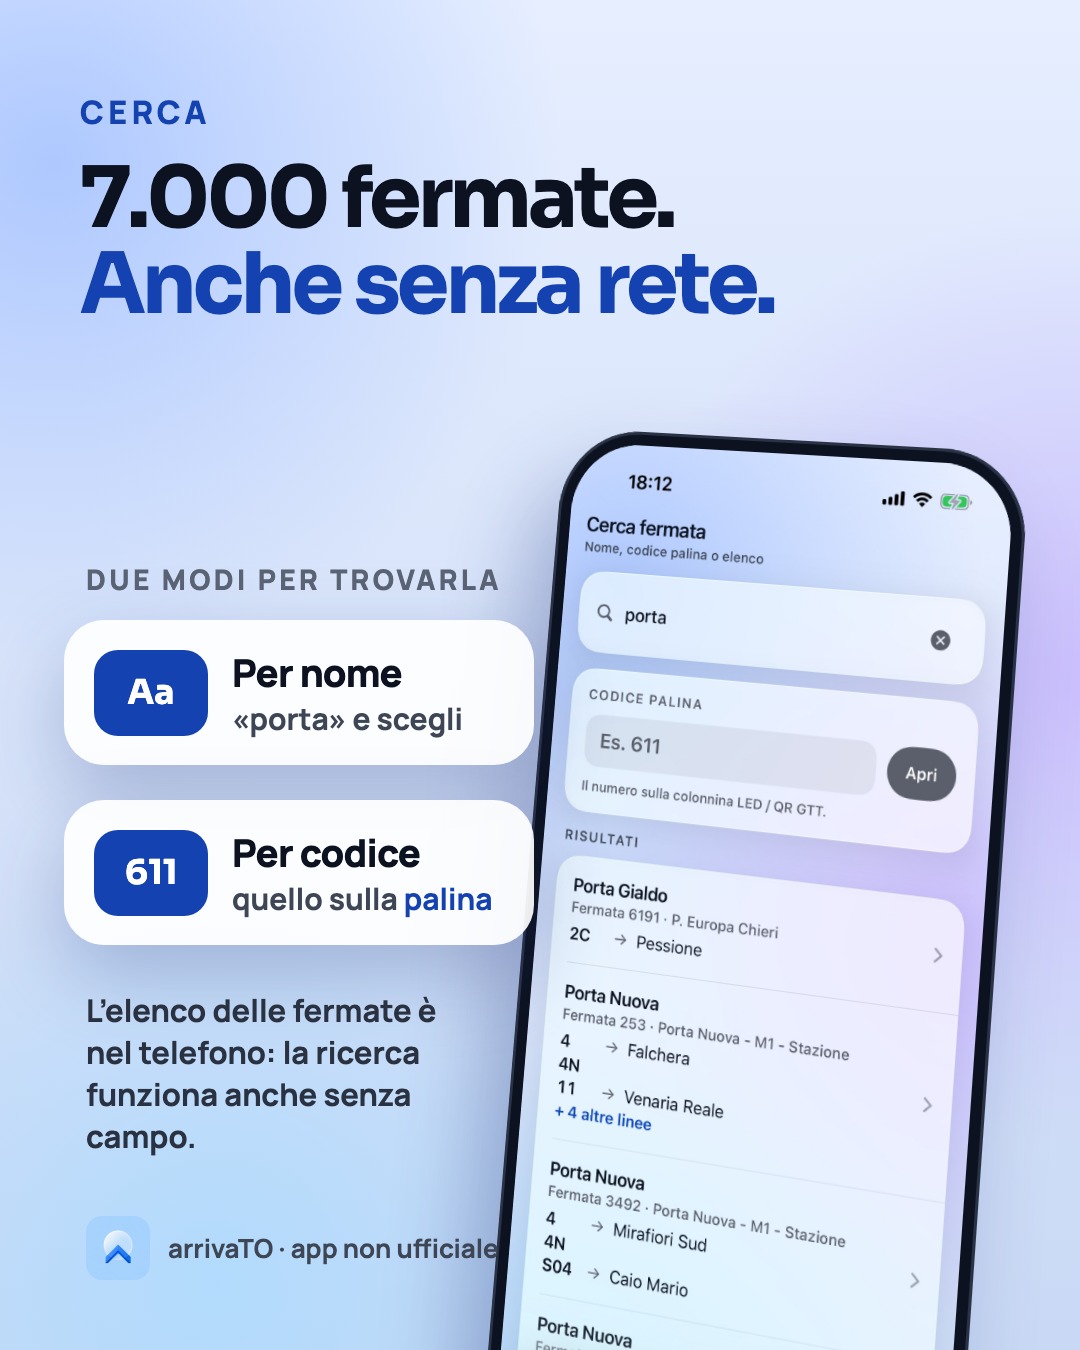 CERCA
7.000 fermate.
Anche senza rete.
DUE MODI PER TROVARLA
Aa
Per nome
«porta» e scegli
611
Per codice
quello sulla palina
L’elenco delle fermate è
nel telefono: la ricerca
funziona anche senza
campo.
arrivaTO · app non ufficiale
18:12
Cerca fermata
Nome, codice palina o elenco
porta
CODICE PALINA
Es. 611
Apri
Il numero sulla colonnina LED / QR GTT.
RISULTATI
Porta Gialdo
Fermata 6191 · P. Europa Chieri
2C → Pessione
Porta Nuova
Fermata 253 · Porta Nuova - M1 - Stazione
4 → Falchera
4N
11 → Venaria Reale
+ 4 altre linee
Porta Nuova
Fermata 3492 · Porta Nuova - M1 - Stazione
4 → Mirafiori Sud
4N
S04 → Caio Mario
Porta Nuova